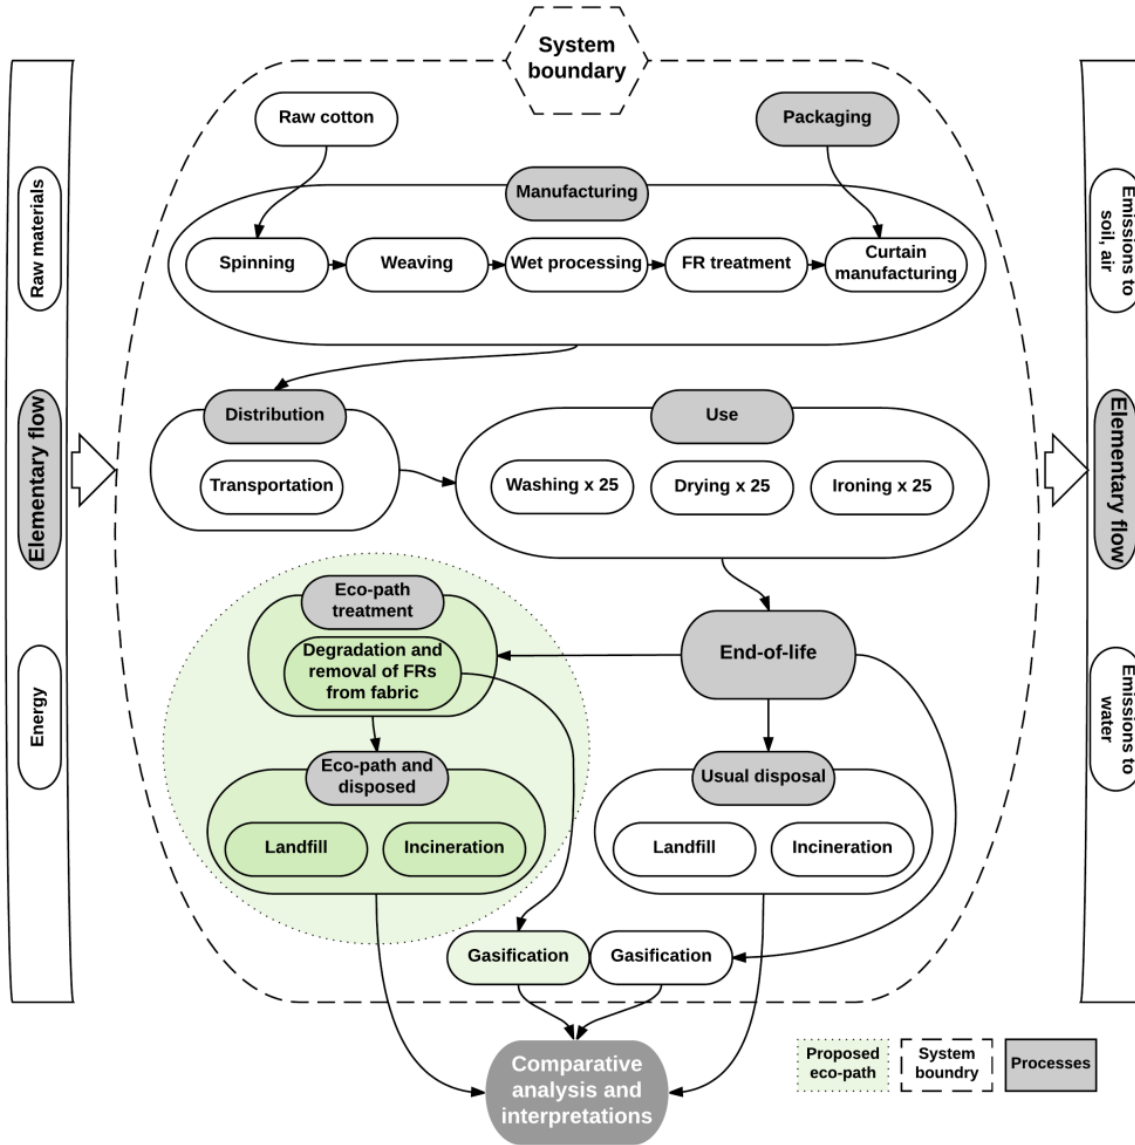 System
boundary
Raw cotton
Packaging
Manufacturing
Spinning
Weaving
Wet processing
FR treatment
Curtain
manufacturing
Raw materials
Elementary flow
Energy
Distribution
Transportation
Use
Washing x 25
Drying x 25
Ironing x 25
Eco-path
treatment
Degradation and
removal of FRs
from fabric
End-of-life
Eco-path and
disposed
Landfill
Incineration
Usual disposal
Landfill
Incineration
Gasification
Gasification
Comparative
analysis and
interpretations
Emissions to
soil, air
Elementary flow
Emissions to
water
Proposed
eco-path
System
boundry
Processes